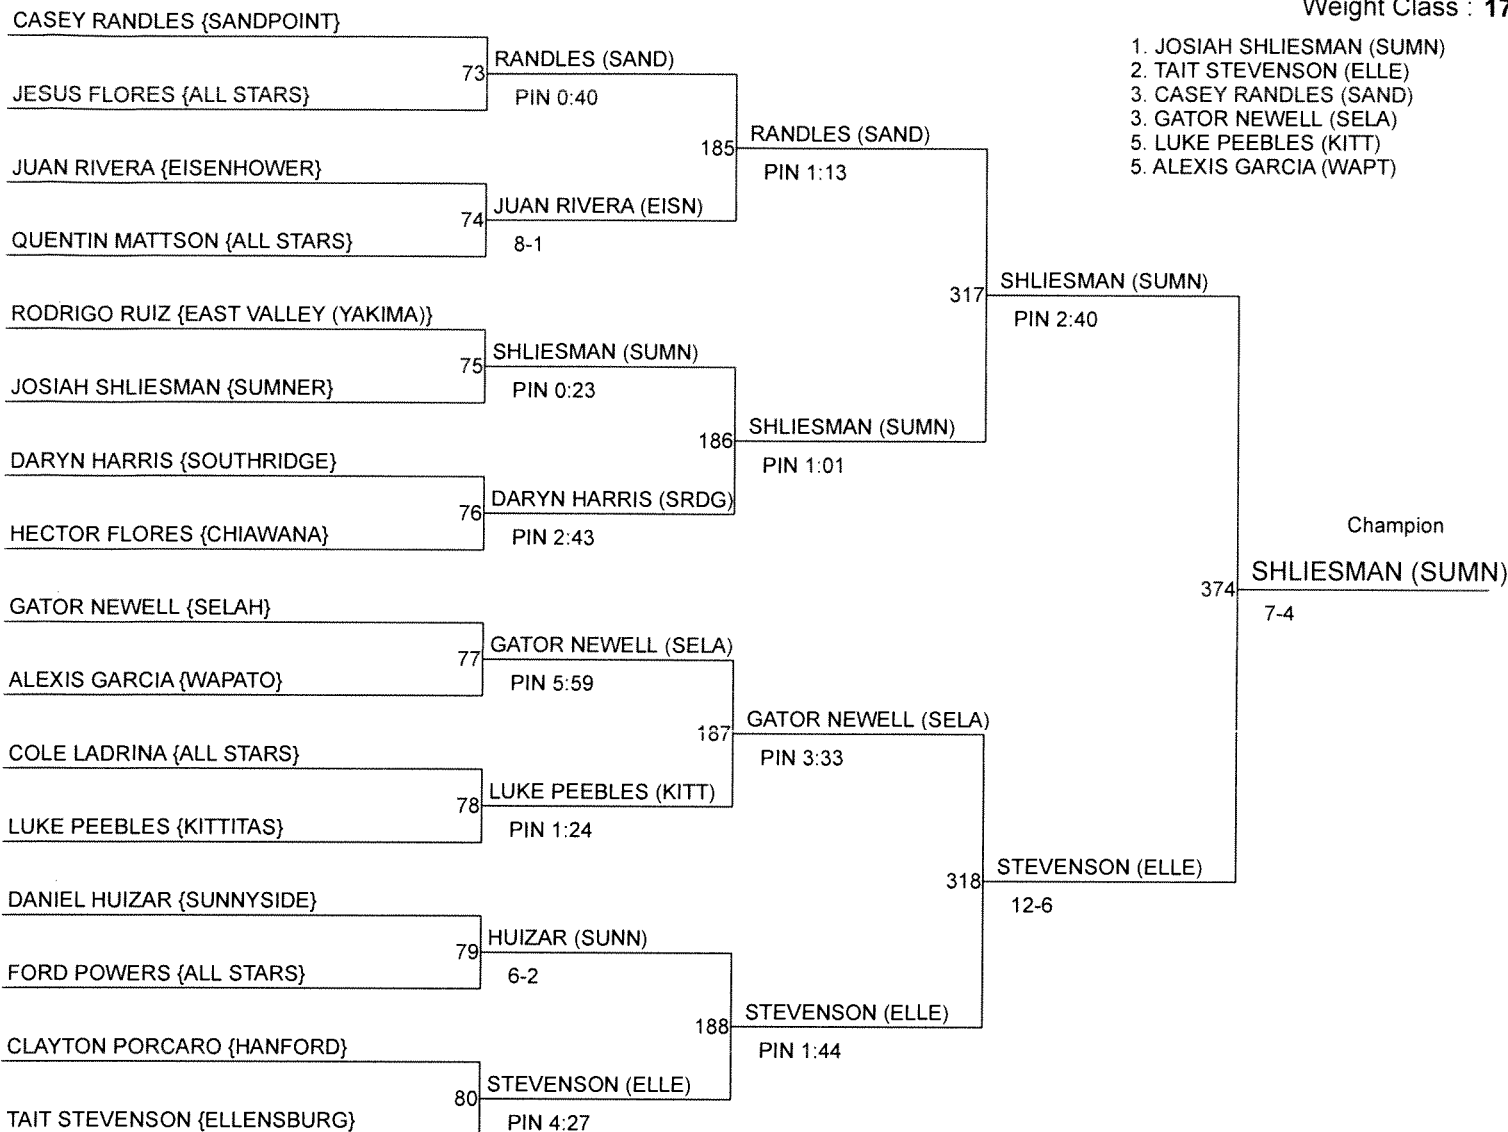 Weight Class : 17
1. JOSIAH SHLIESMAN (SUMN)
2. TAIT STEVENSON (ELLE)
3. CASEY RANDLES (SAND)
3. GATOR NEWELL (SELA)
5. LUKE PEEBLES (KITT)
5. ALEXIS GARCIA (WAPT)
CASEY RANDLES {SANDPOINT}
73 RANDLES (SAND)
JESUS FLORES {ALL STARS}
PIN 0:40
185 RANDLES (SAND)
PIN 1:13
JUAN RIVERA {EISENHOWER}
74 JUAN RIVERA (EISN)
QUENTIN MATTSON {ALL STARS}
8-1
317 SHLIESMAN (SUMN)
PIN 2:40
RODRIGO RUIZ {EAST VALLEY (YAKIMA)}
75 SHLIESMAN (SUMN)
JOSIAH SHLIESMAN {SUMNER}
PIN 0:23
186 SHLIESMAN (SUMN)
PIN 1:01
DARYN HARRIS {SOUTHRIDGE}
76 DARYN HARRIS (SRDG)
HECTOR FLORES {CHIAWANA}
PIN 2:43
Champion
374 SHLIESMAN (SUMN)
7-4
GATOR NEWELL {SELAH}
77 GATOR NEWELL (SELA)
ALEXIS GARCIA {WAPATO}
PIN 5:59
187 GATOR NEWELL (SELA)
PIN 3:33
COLE LADRINA {ALL STARS}
78 LUKE PEEBLES (KITT)
LUKE PEEBLES {KITTITAS}
PIN 1:24
318 STEVENSON (ELLE)
12-6
DANIEL HUIZAR {SUNNYSIDE}
79 HUIZAR (SUNN)
FORD POWERS {ALL STARS}
6-2
188 STEVENSON (ELLE)
PIN 1:44
CLAYTON PORCARO {HANFORD}
80 STEVENSON (ELLE)
TAIT STEVENSON {ELLENSBURG}
PIN 4:27